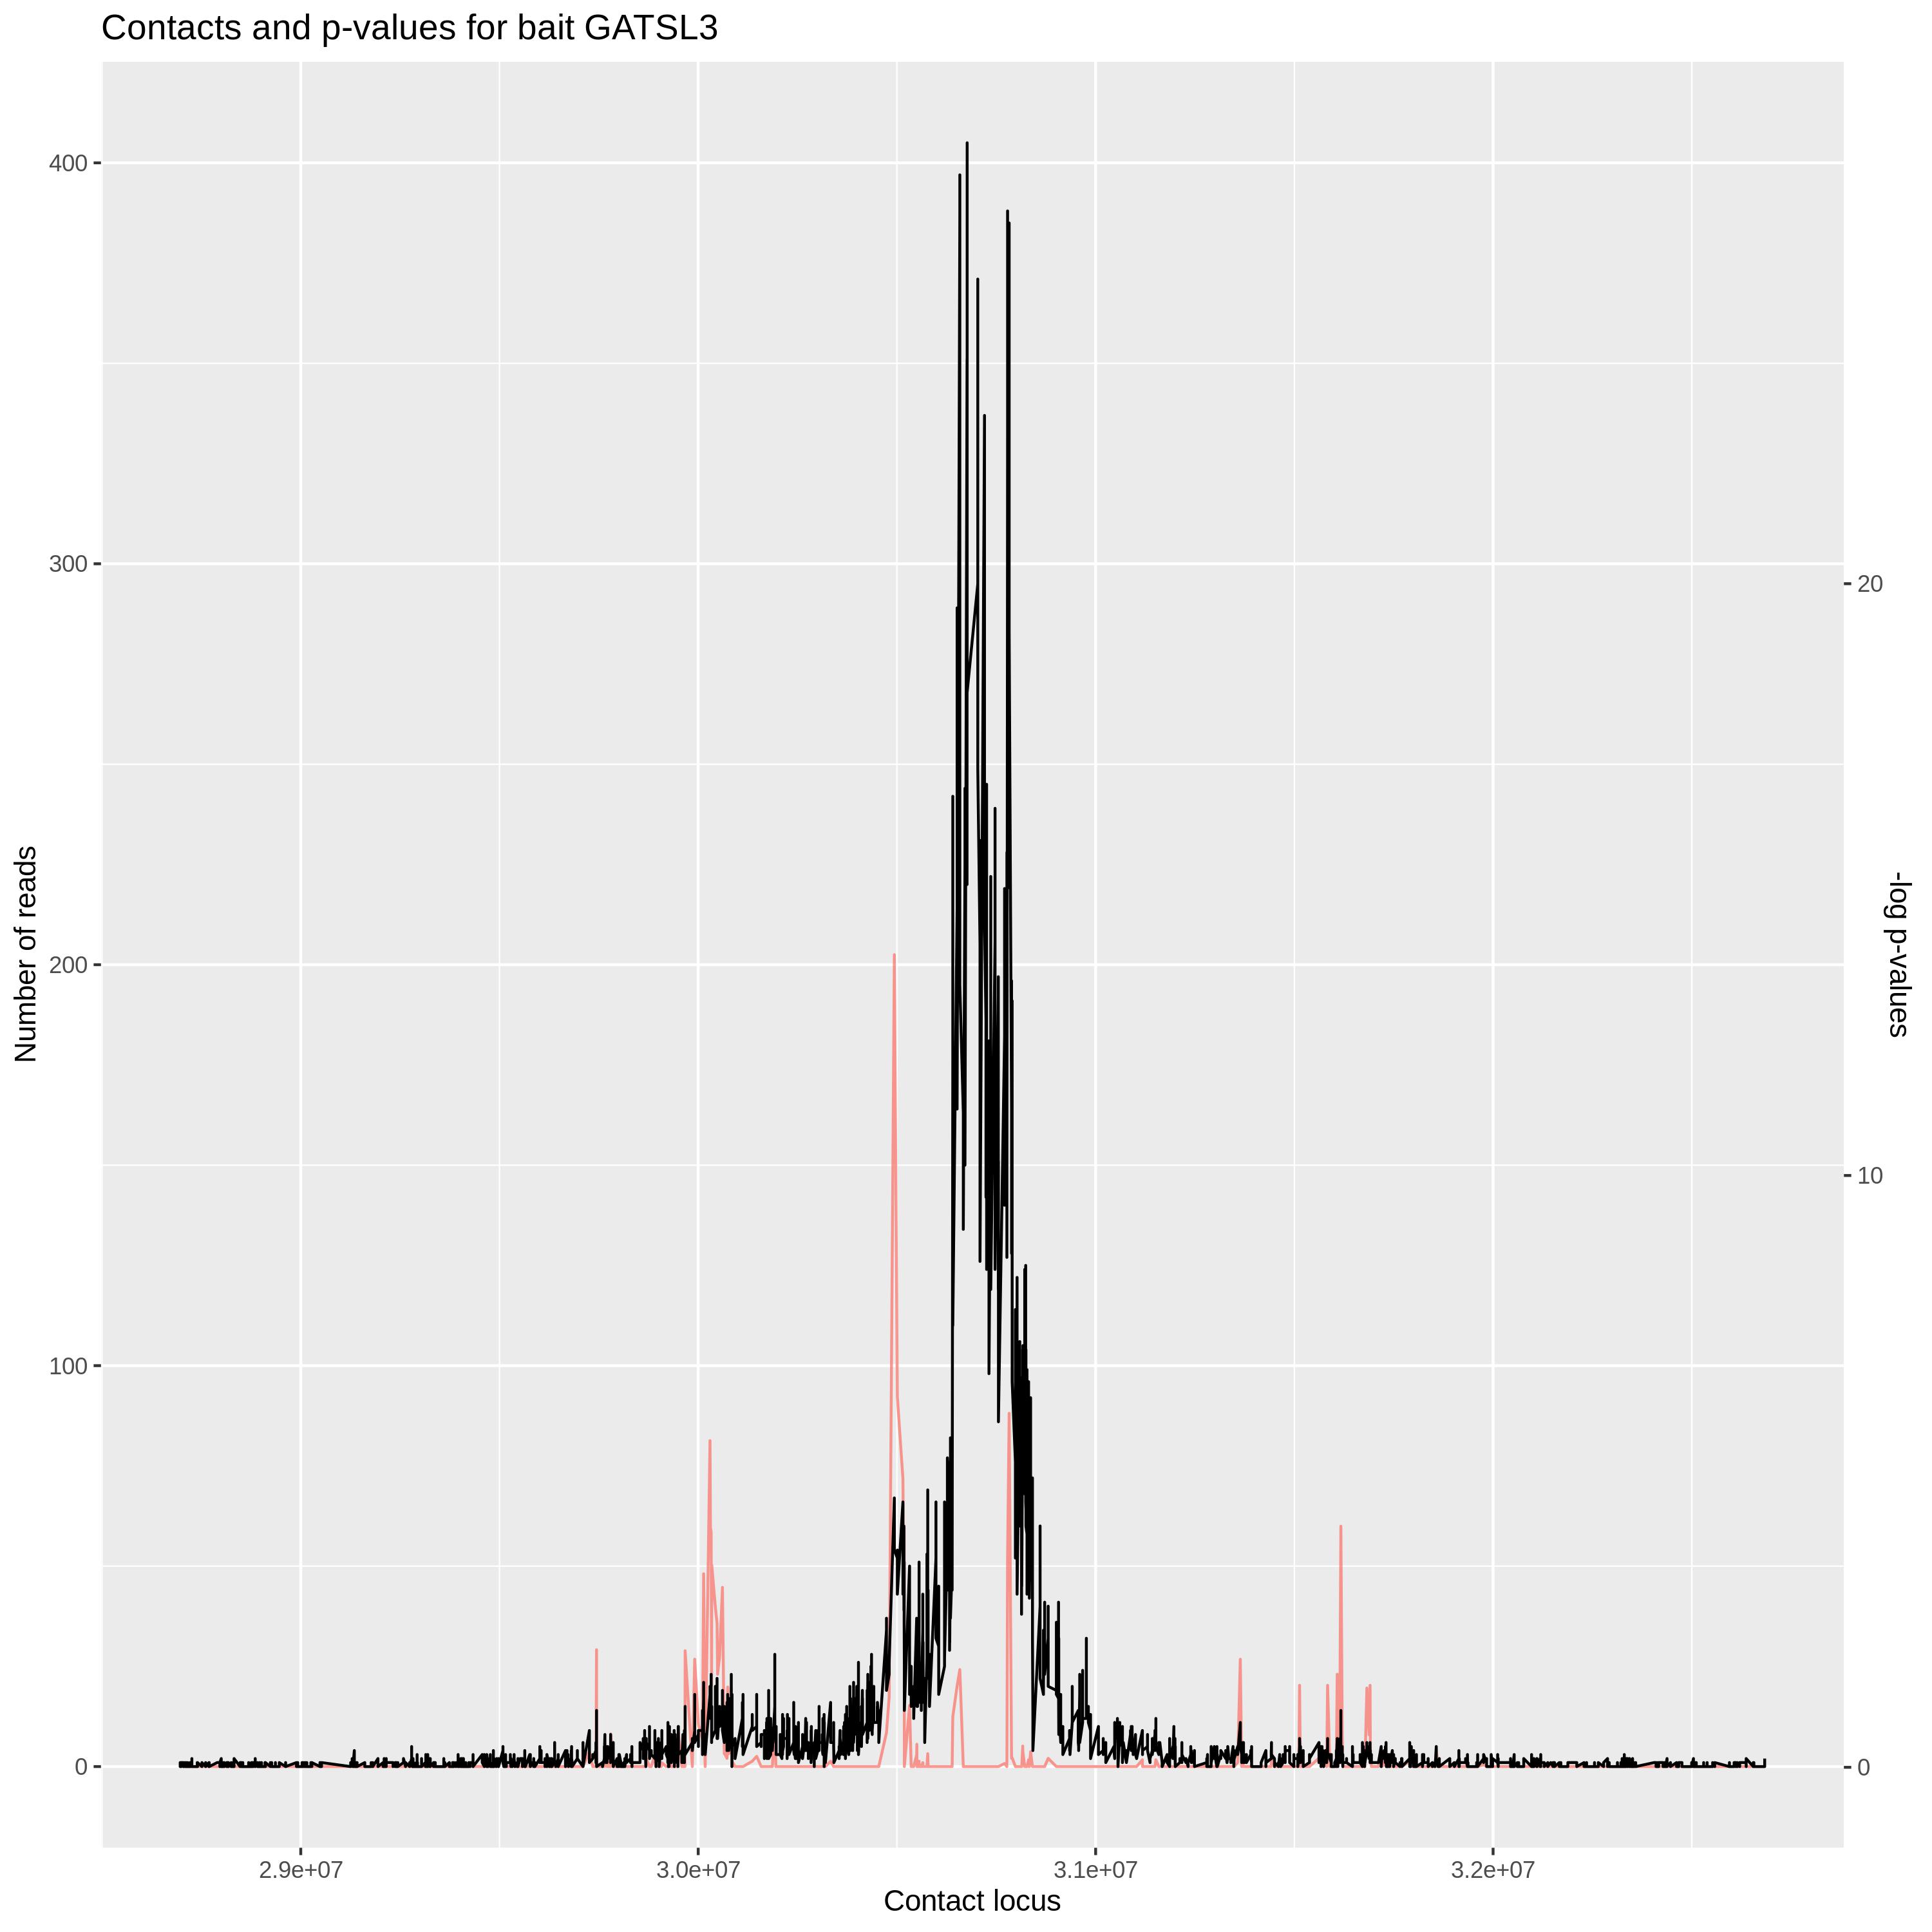 Contacts and p-values for bait GATSL3
400
300
200
100
0
Number of reads
20
10
0
-log p-values
2.9e+07
3.0e+07
3.1e+07
3.2e+07
Contact locus